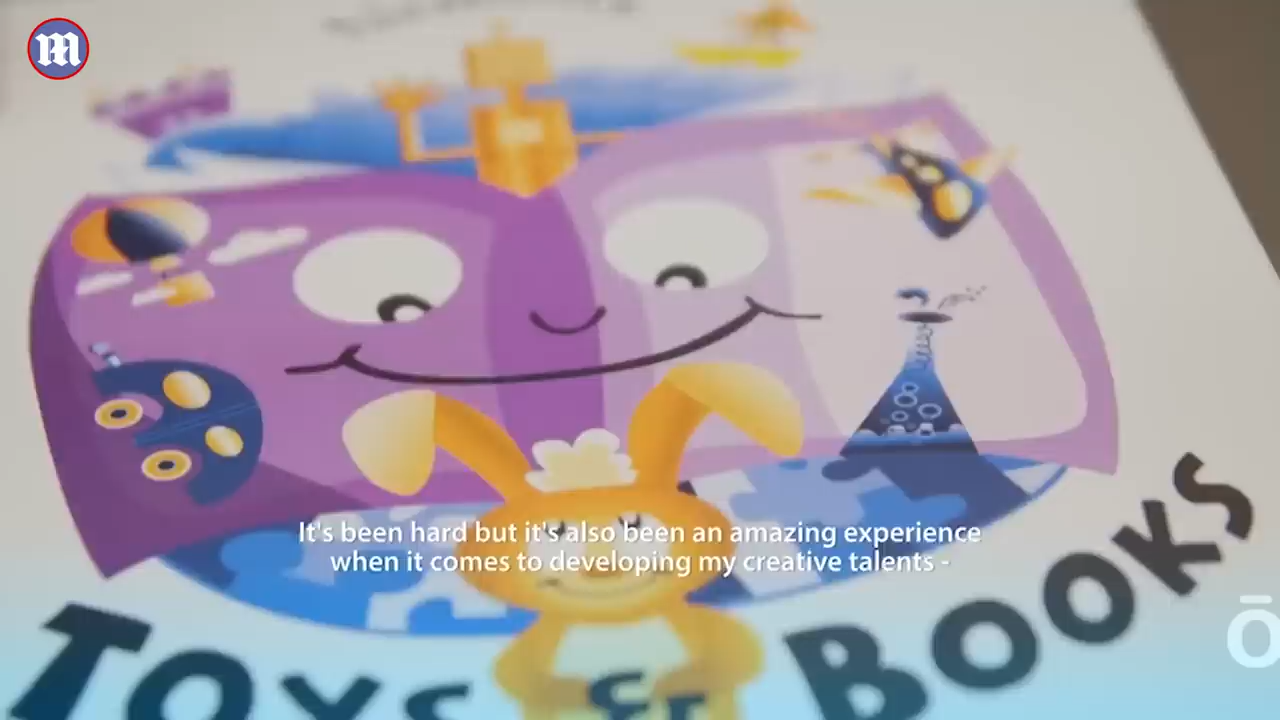 M
It's been hard but it's also been an amazing experience
when it comes to developing my creative talents -
Ō
TOYS & BOOKS